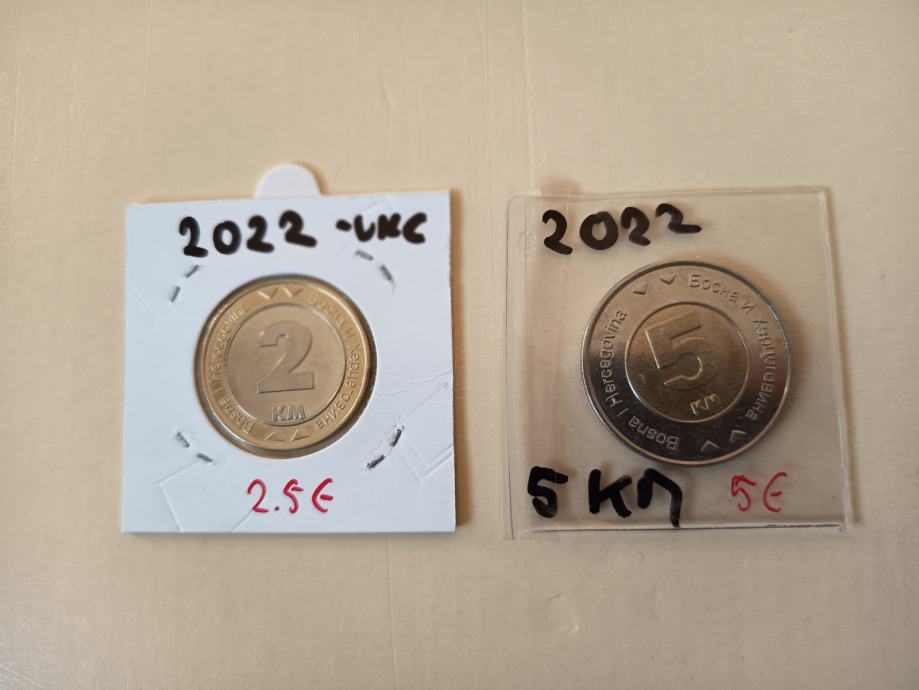 2022 -UNC
Bosna i Hercegovina
Босна и Херцеговина
2
KM
2.5€
2022
Bosna i Hercegovina
Босна и Херцеговина
5
KM
5 KM
5€